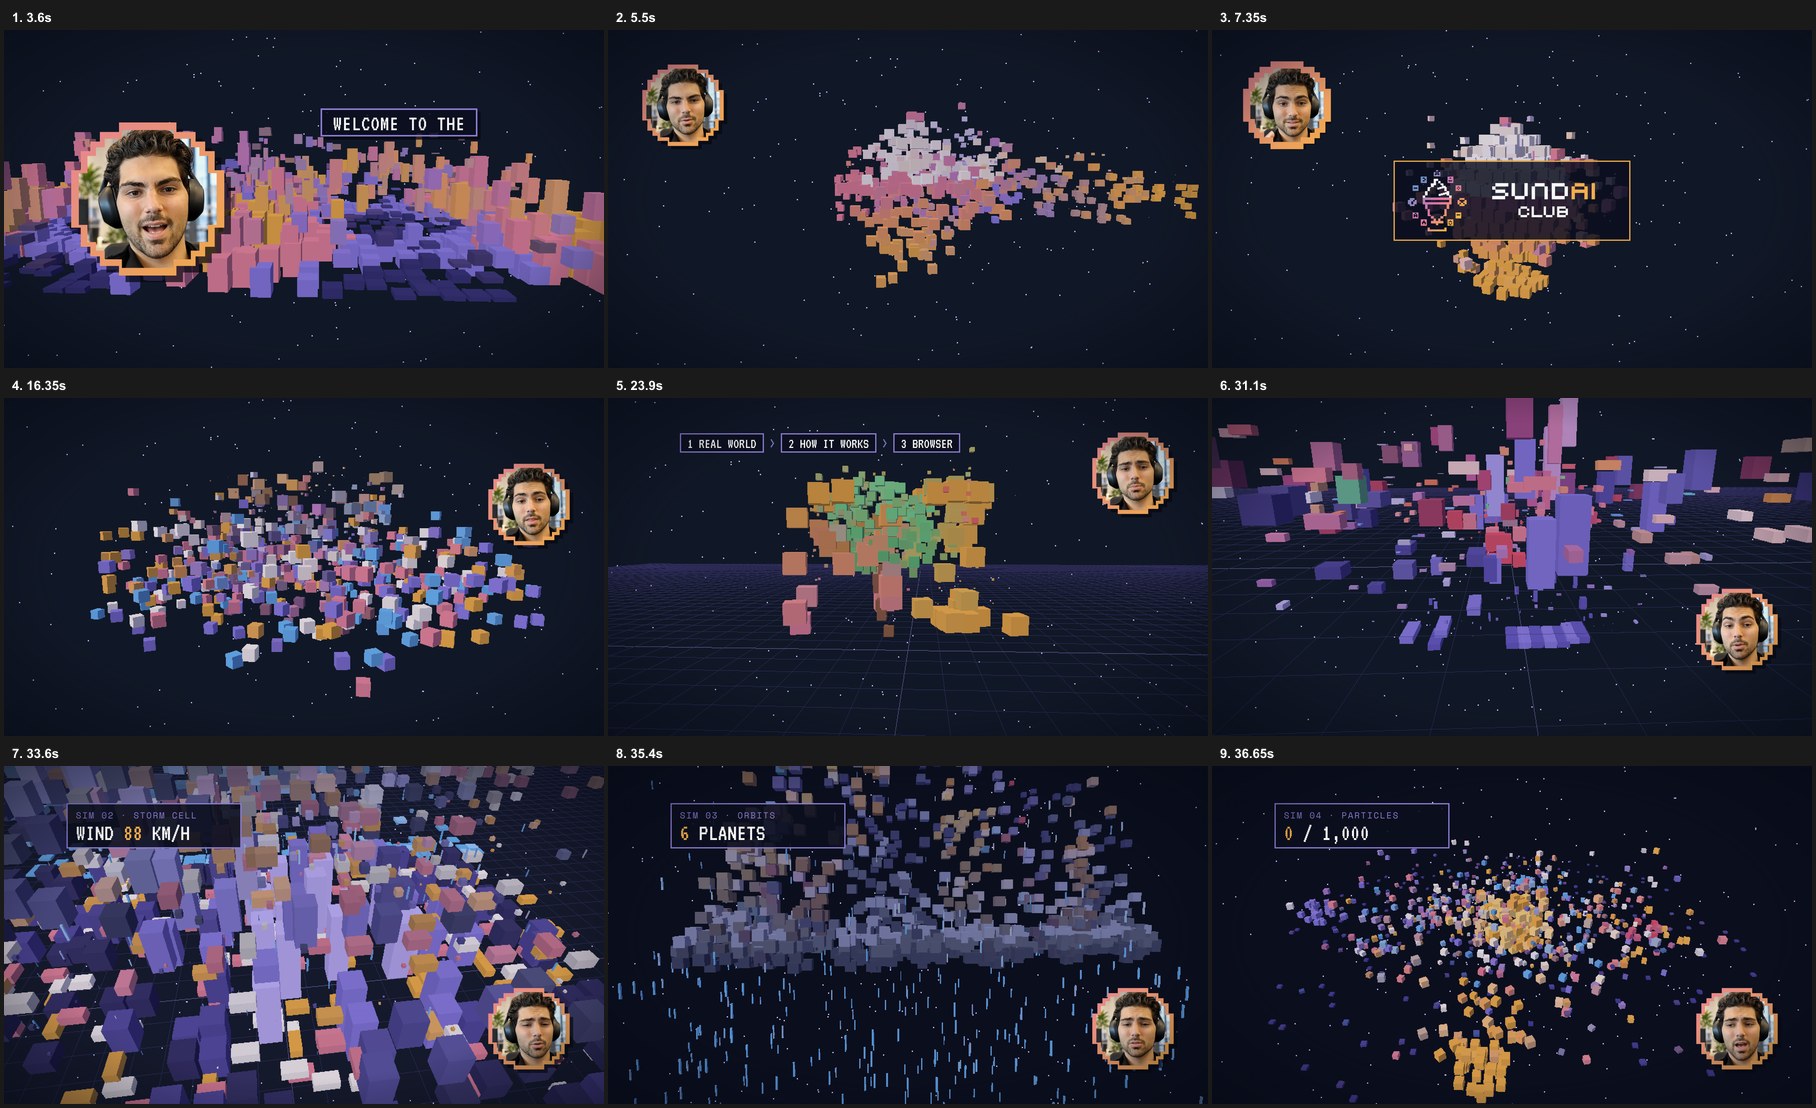 1. 3.6s
2. 5.5s
3. 7.35s
WELCOME TO THE
SUNDAI
CLUB
4. 16.35s
5. 23.9s
6. 31.1s
1 REAL WORLD > 2 HOW IT WORKS > 3 BROWSER
7. 33.6s
8. 35.4s
9. 36.65s
SIM 02 · STORM CELL
WIND 88 KM/H
SIM 03 · ORBITS
6 PLANETS
SIM 04 · PARTICLES
0 / 1,000